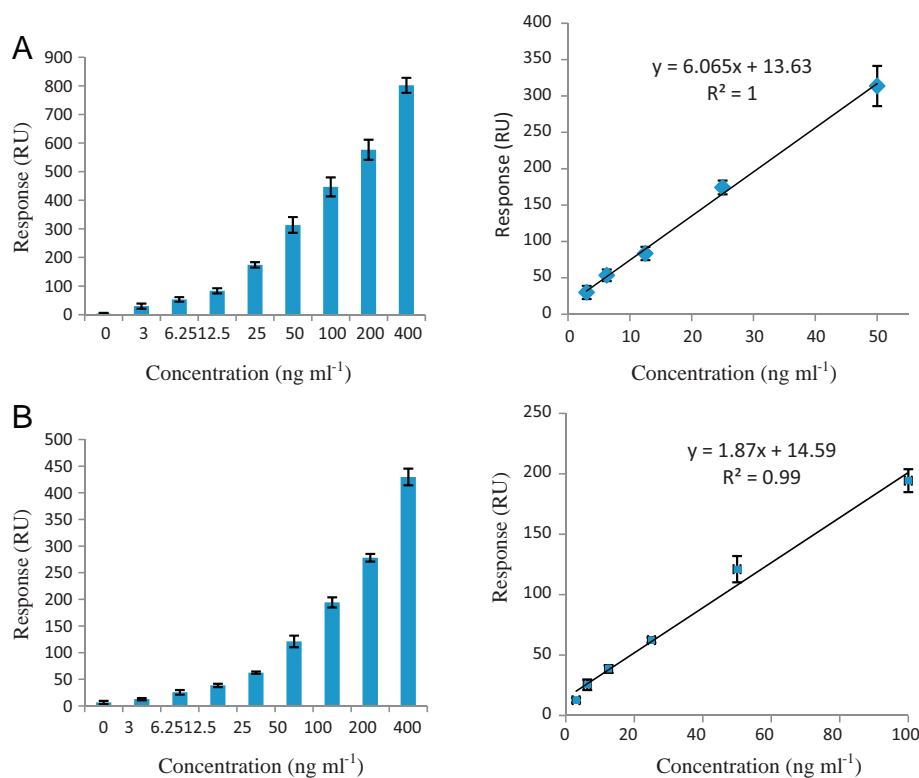 A
900
800
700
600
500
400
300
200
100
0
Response (RU)
0 3 6.25 12.5 25 50 100 200 400
Concentration (ng ml⁻¹)
400
350
300
250
200
150
100
50
0
Response (RU)
y = 6.065x + 13.63
R² = 1
0 10 20 30 40 50
Concentration (ng ml⁻¹)
B
500
450
400
350
300
250
200
150
100
50
0
Response (RU)
0 3 6.25 12.5 25 50 100 200 400
Concentration (ng ml⁻¹)
250
200
150
100
50
0
Response (RU)
y = 1.87x + 14.59
R² = 0.99
0 20 40 60 80 100
Concentration (ng ml⁻¹)